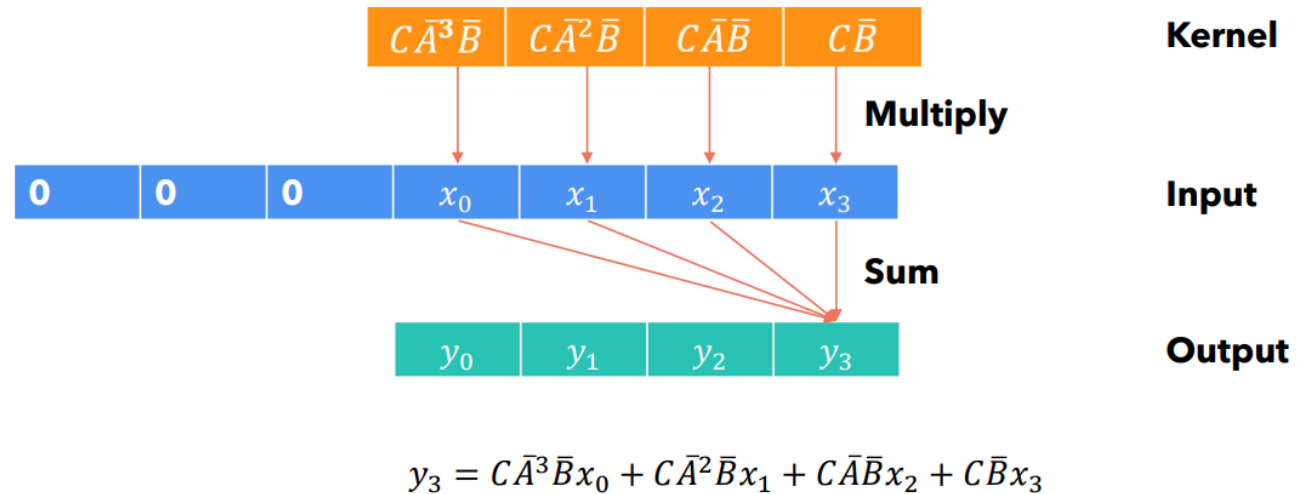 CĀ³B̄ CĀ²B̄ CĀB̄ CB̄ Kernel
Multiply
0 0 0 x₀ x₁ x₂ x₃ Input
Sum
y₀ y₁ y₂ y₃ Output
y₃ = CĀ³B̄x₀ + CĀ²B̄x₁ + CĀB̄x₂ + CB̄x₃